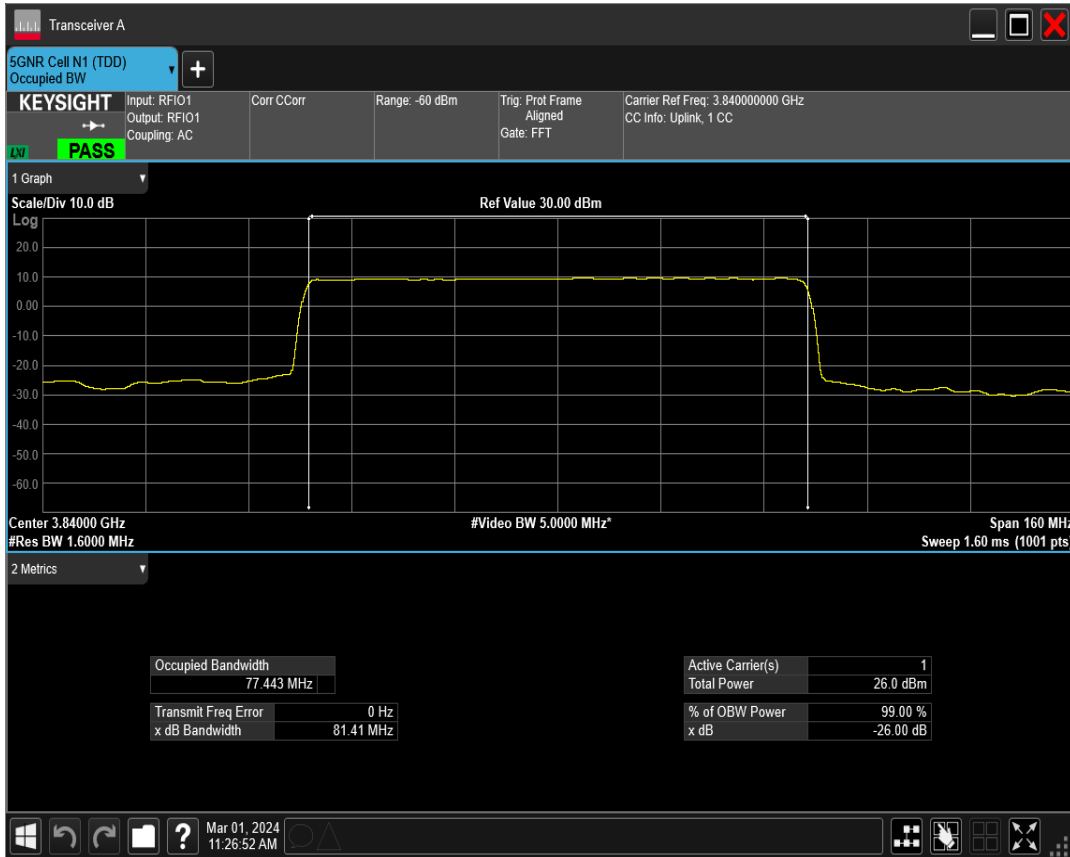 Transceiver A
5GNR Cell N1 (TDD)
Occupied BW
+
KEYSIGHT
LXI
PASS
Input: RFIO1
Output: RFIO1
Coupling: AC
Corr CCorr
Range: -60 dBm
Trig: Prot Frame
Aligned
Gate: FFT
Carrier Ref Freq: 3.840000000 GHz
CC Info: Uplink, 1 CC
1 Graph
Scale/Div 10.0 dB
Ref Value 30.00 dBm
Log
20.0
10.0
0.00
-10.0
-20.0
-30.0
-40.0
-50.0
-60.0
Center 3.84000 GHz
#Video BW 5.0000 MHz*
Span 160 MHz
#Res BW 1.6000 MHz
Sweep 1.60 ms (1001 pts)
2 Metrics
Occupied Bandwidth
77.443 MHz
Transmit Freq Error 0 Hz
x dB Bandwidth 81.41 MHz
Active Carrier(s) 1
Total Power 26.0 dBm
% of OBW Power 99.00 %
x dB -26.00 dB
?
Mar 01, 2024
11:26:52 AM